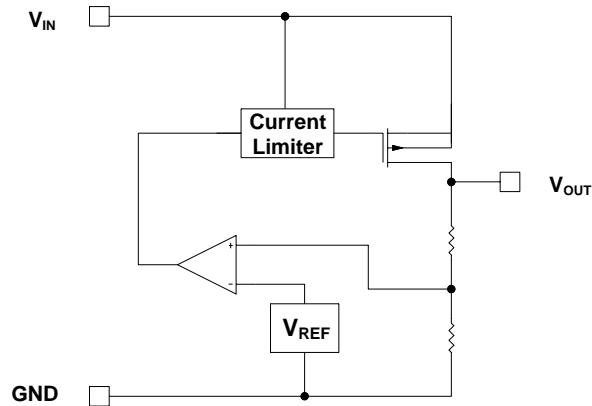 VIN
Current
Limiter
VOUT
+
-
VREF
GND